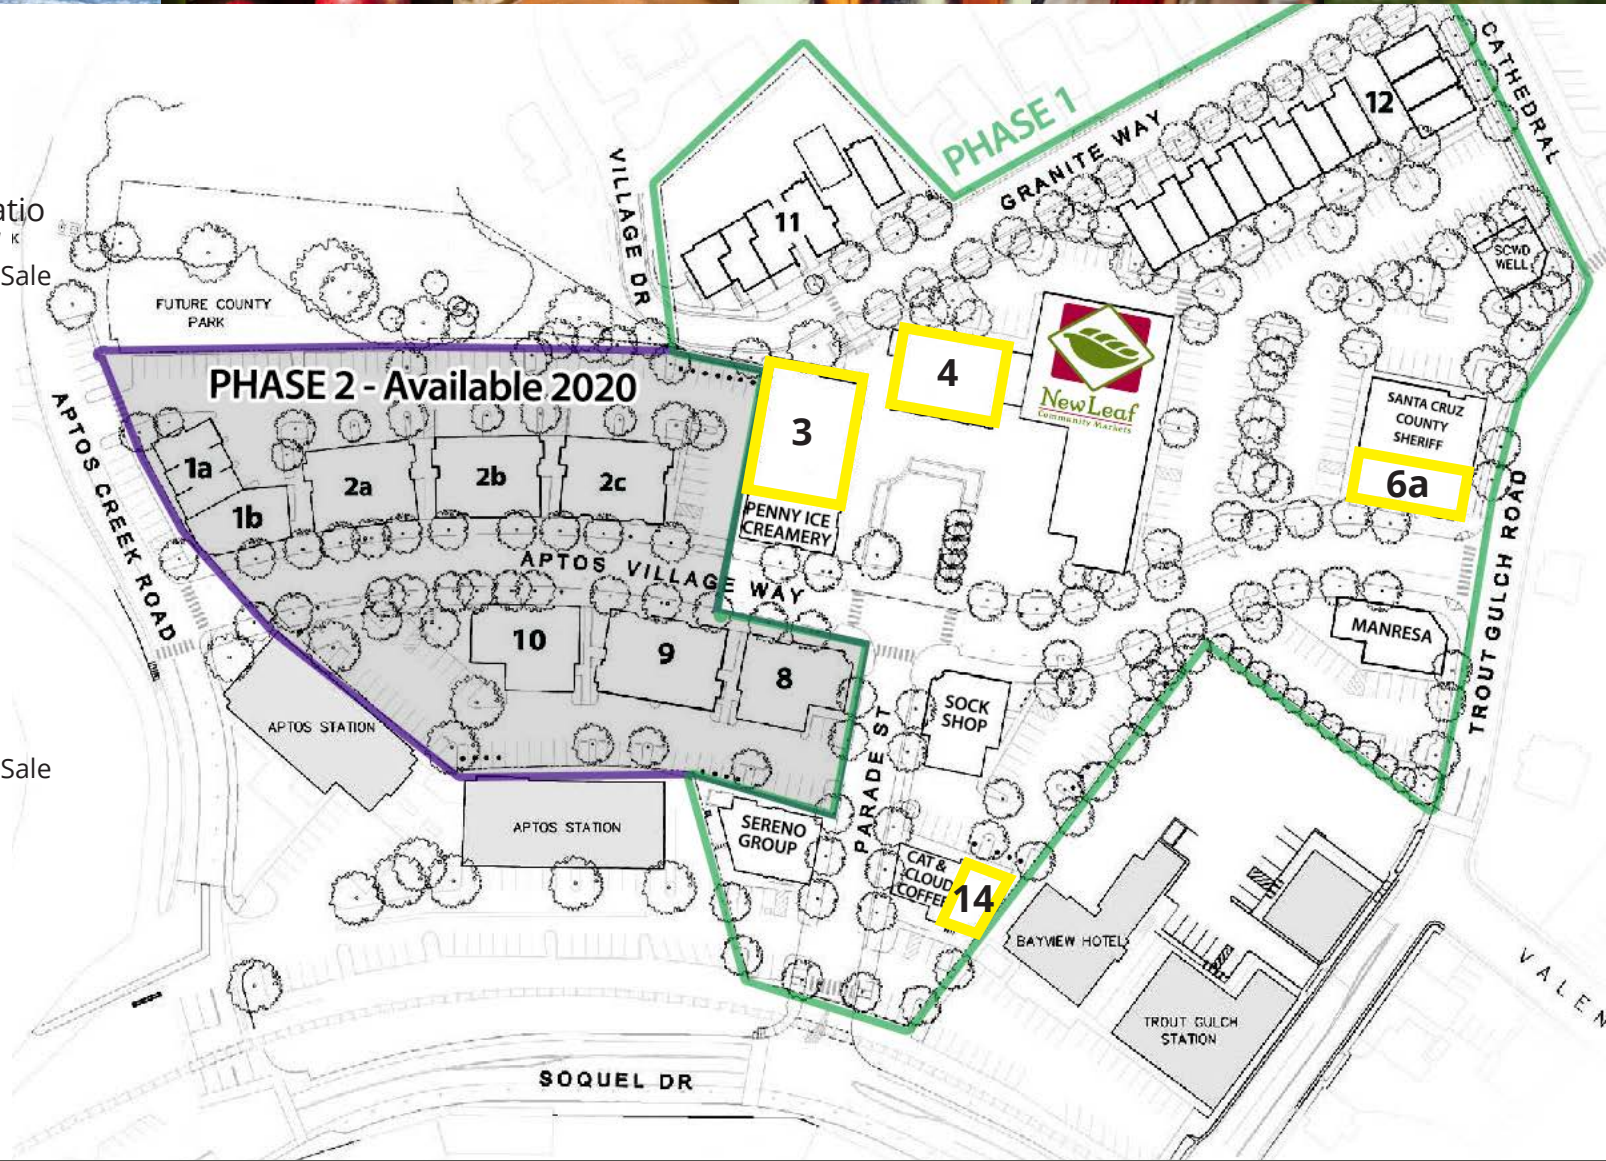 CATHEDRAL
PHASE 1
12
GRANITE WAY
VILLAGE DR
11
atio
K
Sale
SCWD
WELL
FUTURE COUNTY
PARK
PHASE 2 - Available 2020
4
NewLeaf
Community Markets
3
SANTA CRUZ
COUNTY
SHERIFF
6a
1a
2a
2b
2c
1b
PENNY ICE
CREAMERY
APTOS CREEK ROAD
APTOS VILLAGE WAY
TROUT GULCH ROAD
MANRESA
10
9
8
SOCK
SHOP
APTOS STATION
PARADE ST
Sale
APTOS STATION
SERENO
GROUP
CAT &
CLOUD
COFFE
14
BAYVIEW HOTEL
TROUT GULCH
STATION
VALEN
SOQUEL DR